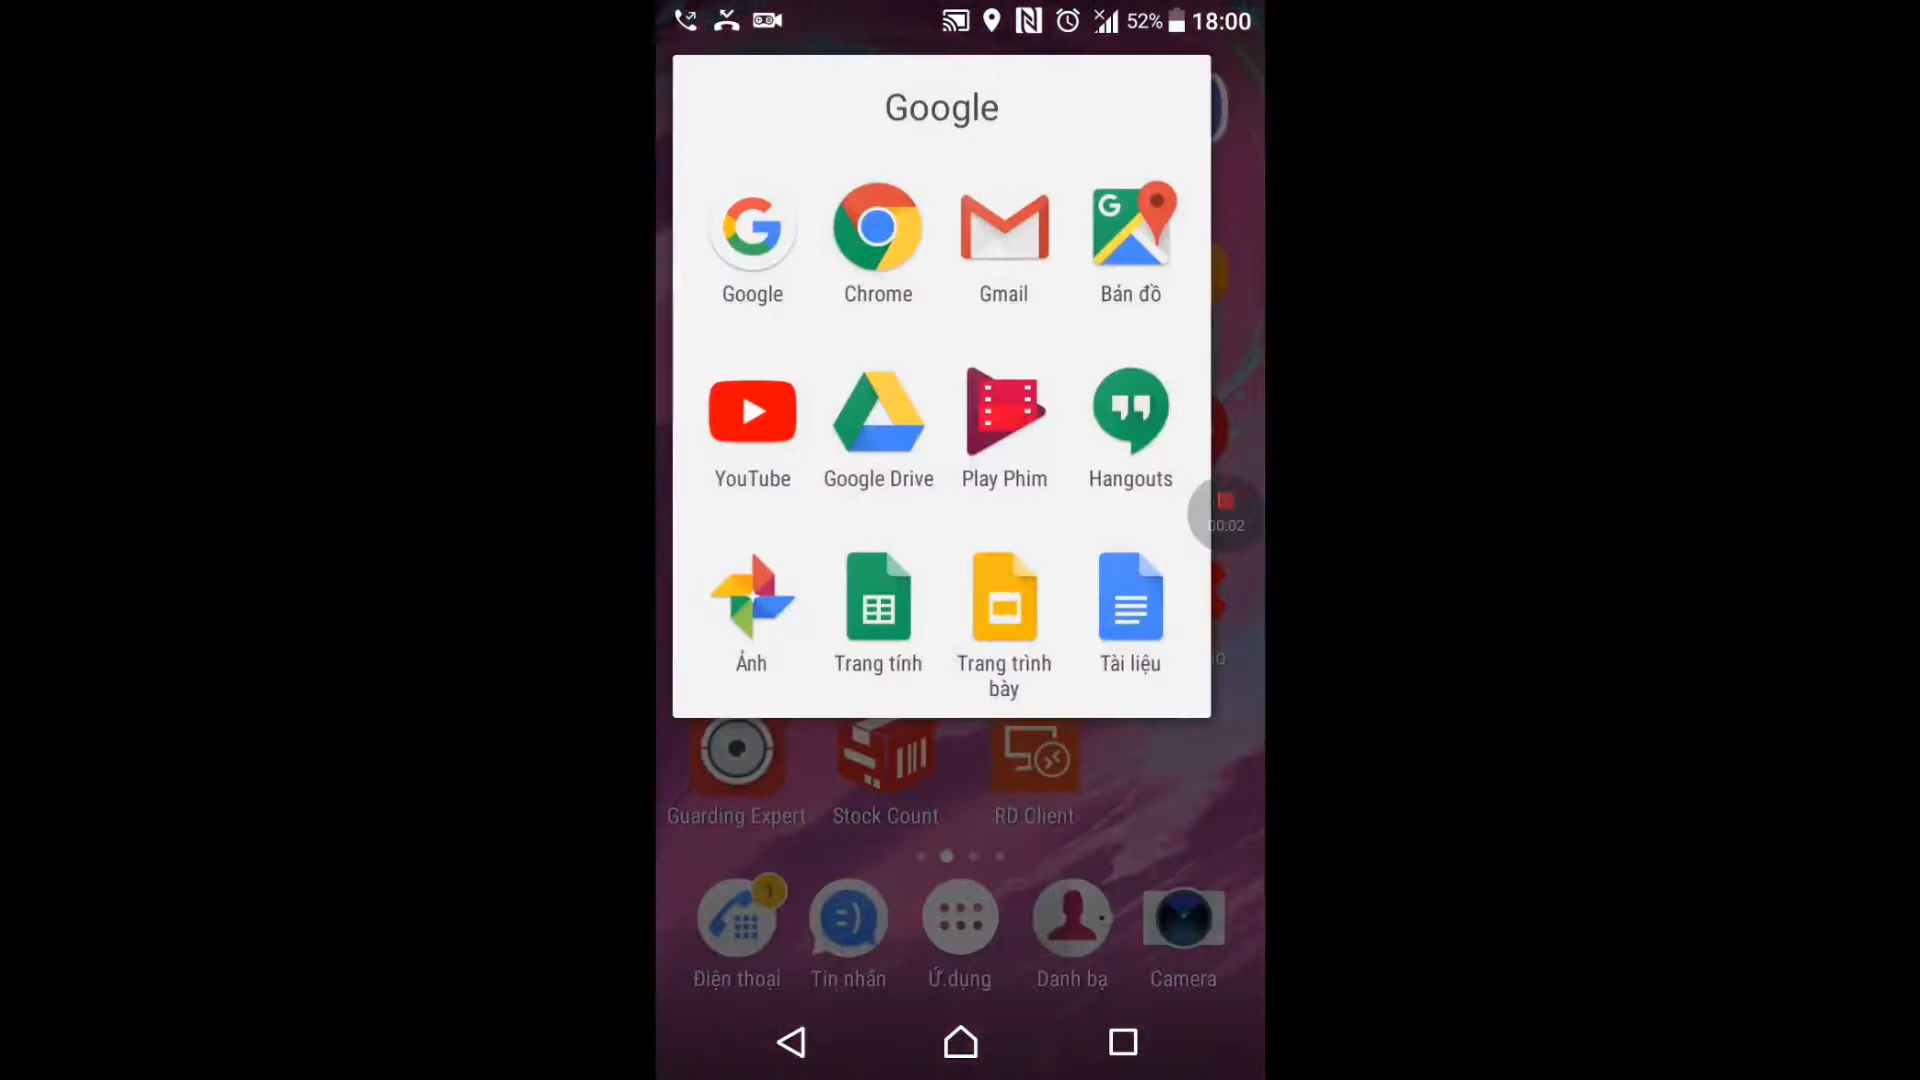 52% 18:00
Google
Google Chrome Gmail Bản đồ
YouTube Google Drive Play Phim Hangouts
00:02
Ảnh Trang tính Trang trình bày Tài liệu
Guarding Expert Stock Count RD Client
1
Điện thoại Tin nhắn Ứ.dụng Danh bạ Camera